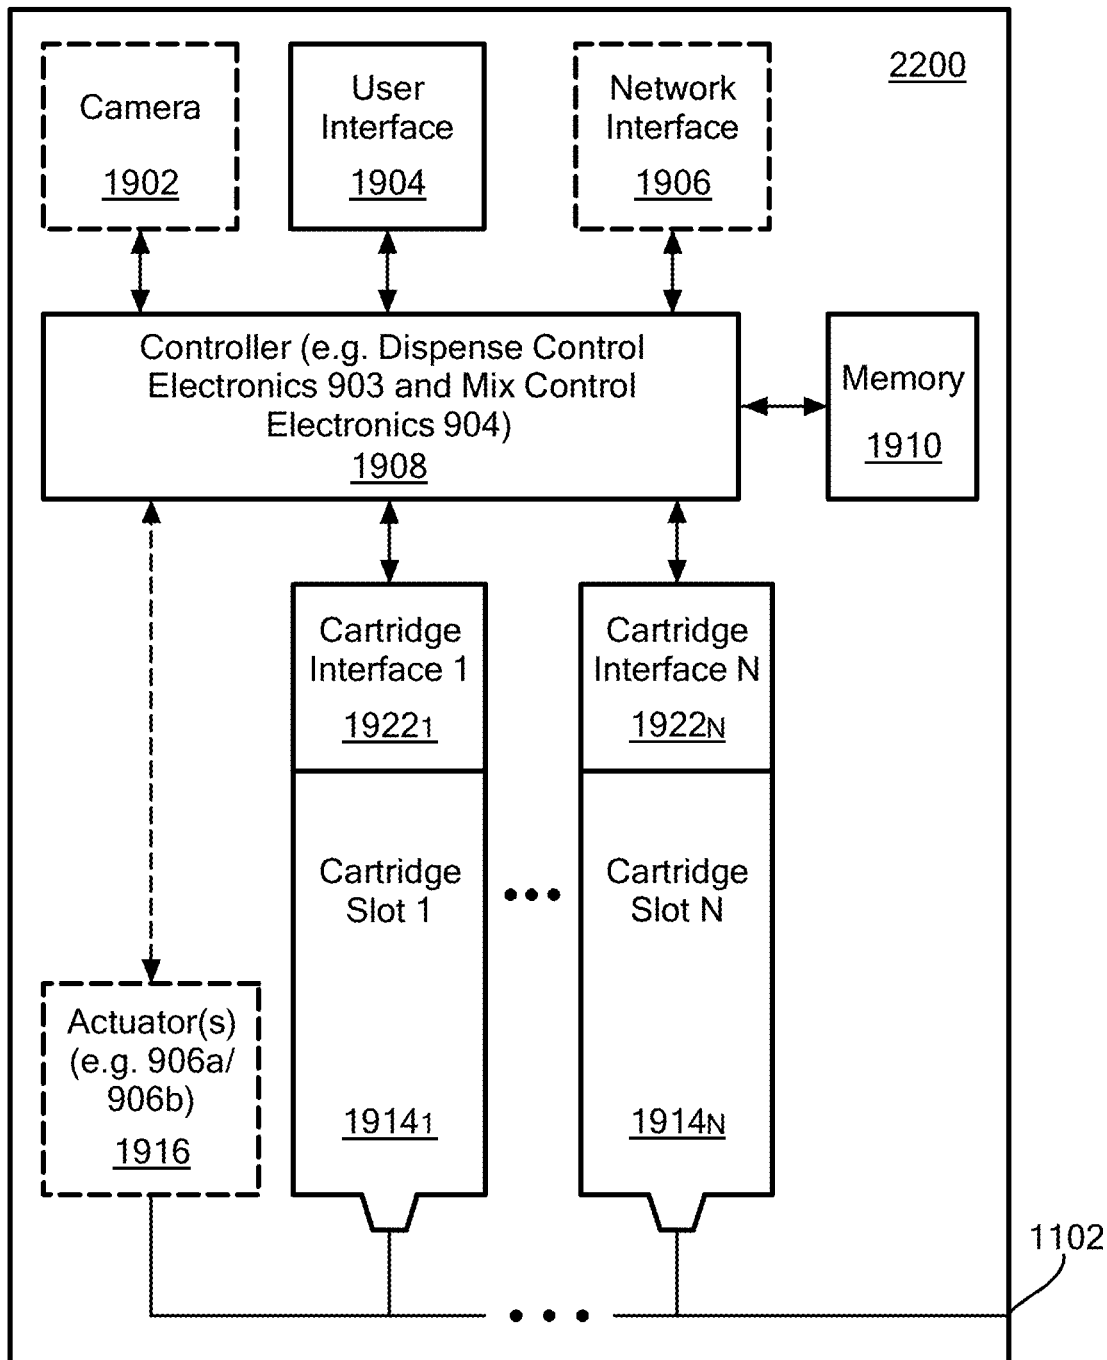 2200
Camera
1902
User
Interface
1904
Network
Interface
1906
Controller (e.g. Dispense Control
Electronics 903 and Mix Control
Electronics 904)
1908
Memory
1910
Cartridge
Interface 1
1922₁
Cartridge
Interface N
1922N
Cartridge
Slot 1
1914₁
Cartridge
Slot N
1914N
Actuator(s)
(e.g. 906a/
906b)
1916
1102